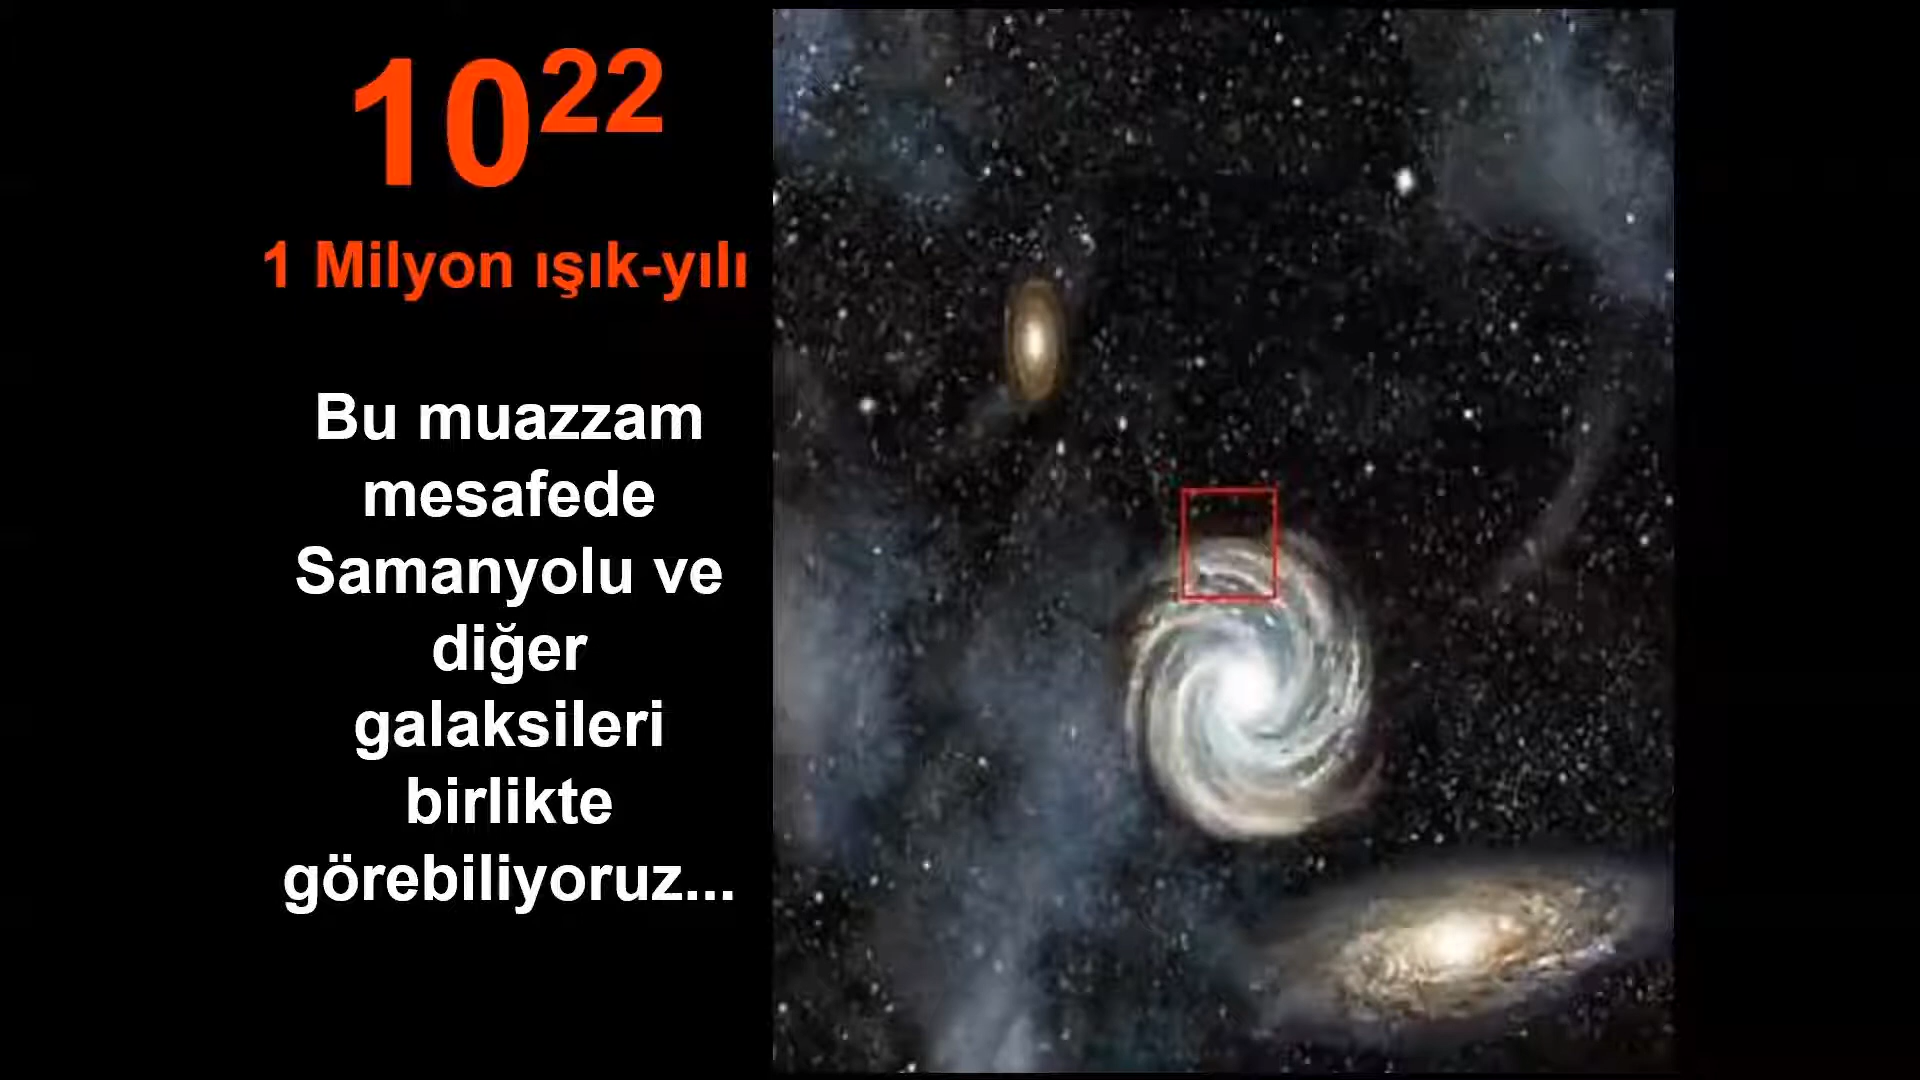 10²²
1 Milyon ışık-yılı
Bu muazzam
mesafede
Samanyolu ve
diğer
galaksileri
birlikte
görebiliyoruz...